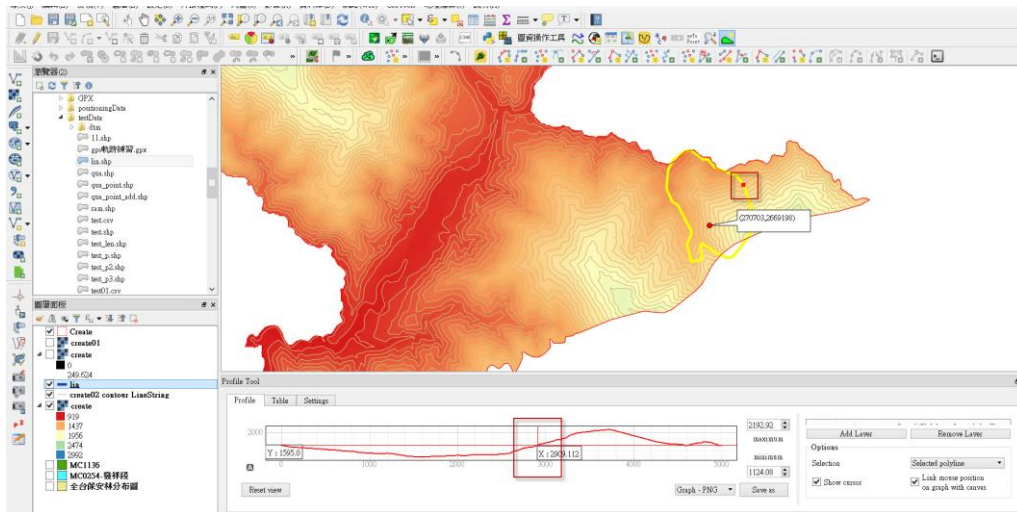 圖資操作工具
瀏覽器(2)
GPX
positioningData
testData
dtm
11.shp
gps軌跡練習.gpx
lia.shp
qua.shp
qua_point.shp
qua_point_add.shp
ram.shp
test.csv
test.shp
test_len.shp
test_p.shp
test_p2.shp
test_p3.shp
test01.csv
(270703,2669198)
圖層面板
Create
create01
create
0
249.624
lia
create02 contour LineString
create
919
1437
1956
2474
2992
MC1136
MC0254-發祥段
全台保安林分布圖
Profile Tool
Profile Table Settings
2000
Y : 1595.0
X : 2909.112
0 1000 2000 3000 4000 5000
2192.92
maximum
minimum
1124.08
Reset view
Graph - PNG
Save as
Add Layer
Remove Layer
Options
Selection
Selected polyline
Show cursor
Link mouse position
on graph with canvas